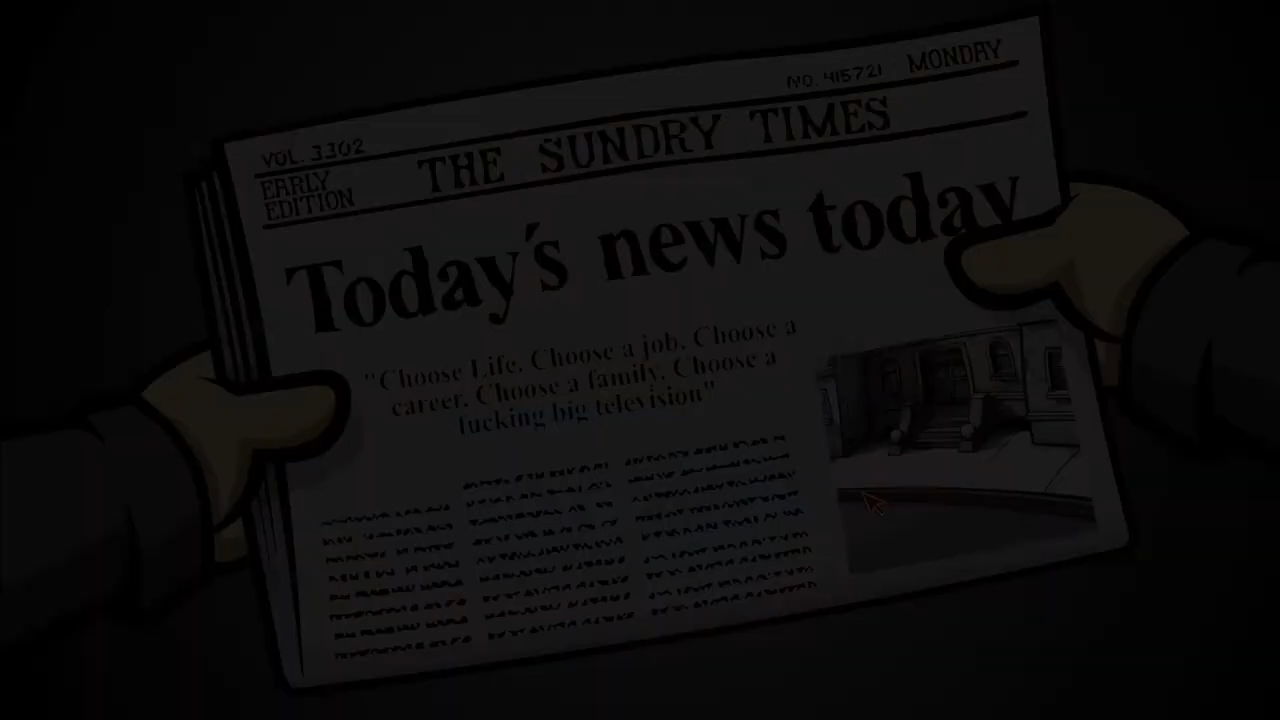 NO. 415721 MONDAY
VOL. 3302
EARLY
EDITION
THE SUNDRY TIMES
Today's news today
"Choose Life. Choose a job. Choose a
career. Choose a family. Choose a
fucking big television"